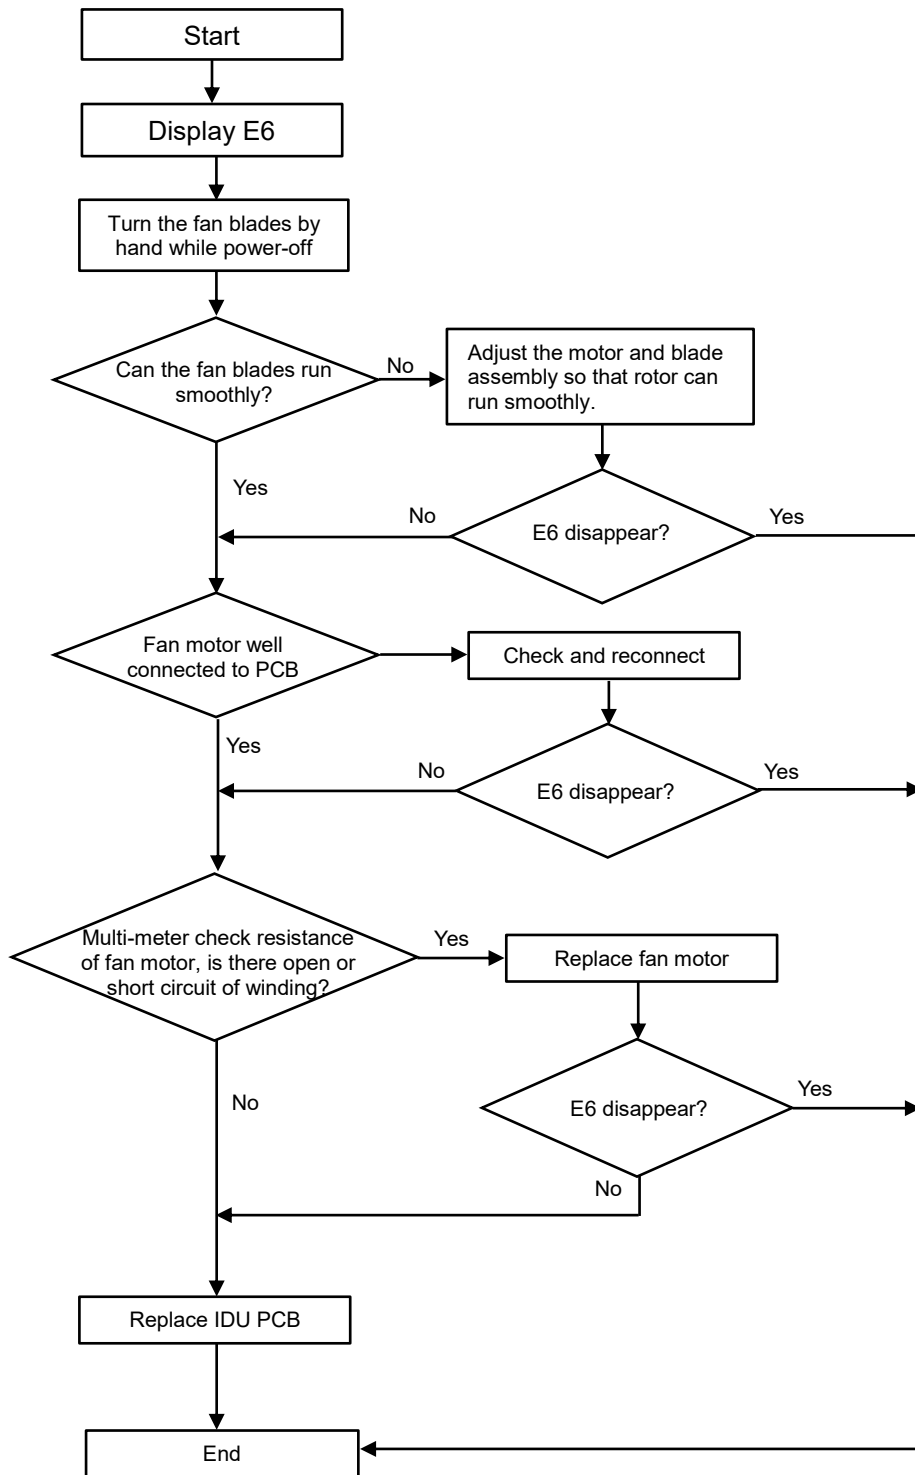 Start
Display E6
Turn the fan blades by
hand while power-off
Can the fan blades run
smoothly?
No
Adjust the motor and blade
assembly so that rotor can
run smoothly.
Yes
No
E6 disappear?
Yes
Fan motor well
connected to PCB
Check and reconnect
Yes
No
E6 disappear?
Yes
Multi-meter check resistance
of fan motor, is there open or
short circuit of winding?
Yes
Replace fan motor
No
E6 disappear?
Yes
No
Replace IDU PCB
End